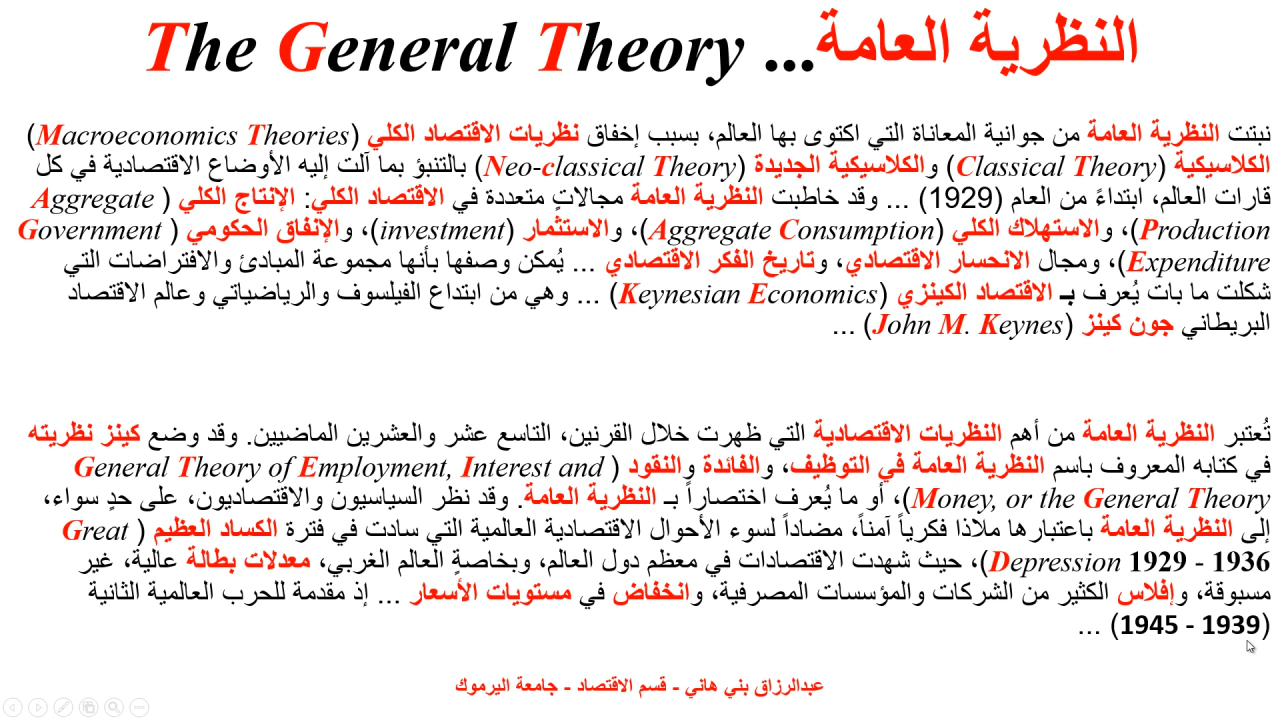 النظرية العامة... The General Theory
نبتت النظرية العامة من جوانية المعاناة التي اكتوى بها العالم، بسبب إخفاق نظريات الاقتصاد الكلي (Macroeconomics Theories)
الكلاسيكية (Classical Theory) والكلاسيكية الجديدة (Neo-classical Theory) بالتنبؤ بما آلت إليه الأوضاع الاقتصادية في كل
قارات العالم، ابتداءً من العام (1929) ... وقد خاطبت النظرية العامة مجالاتٍ متعددة في الاقتصاد الكلي: الإنتاج الكلي (Aggregate
Production)، والاستهلاك الكلي (Aggregate Consumption)، والاستثمار (investment)، والإنفاق الحكومي (Government
Expenditure)، ومجال الانحسار الاقتصادي، وتاريخ الفكر الاقتصادي ... يُمكن وصفها بأنها مجموعة المبادئ والافتراضات التي
شكلت ما بات يُعرف بـ الاقتصاد الكينزي (Keynesian Economics) ... وهي من ابتداع الفيلسوف والرياضياتي وعالم الاقتصاد
البريطاني جون كينز (John M. Keynes) ...
تُعتبر النظرية العامة من أهم النظريات الاقتصادية التي ظهرت خلال القرنين، التاسع عشر والعشرين الماضيين. وقد وضع كينز نظريته
في كتابه المعروف باسم النظرية العامة في التوظيف، والفائدة والنقود (General Theory of Employment, Interest and
Money, or the General Theory)، أو ما يُعرف اختصاراً بـ النظرية العامة. وقد نظر السياسيون والاقتصاديون، على حدٍ سواء،
إلى النظرية العامة باعتبارها ملاذا فكرياً آمناً، مضاداً لسوء الأحوال الاقتصادية العالمية التي سادت في فترة الكساد العظيم (Great
Depression 1929 - 1936)، حيث شهدت الاقتصادات في معظم دول العالم، وبخاصةٍ العالم الغربي، معدلات بطالة عالية، غير
مسبوقة، وإفلاس الكثير من الشركات والمؤسسات المصرفية، وانخفاض في مستويات الأسعار ... إذ مقدمة للحرب العالمية الثانية
(1939 - 1945) ...
عبدالرزاق بني هاني - قسم الاقتصاد - جامعة اليرموك